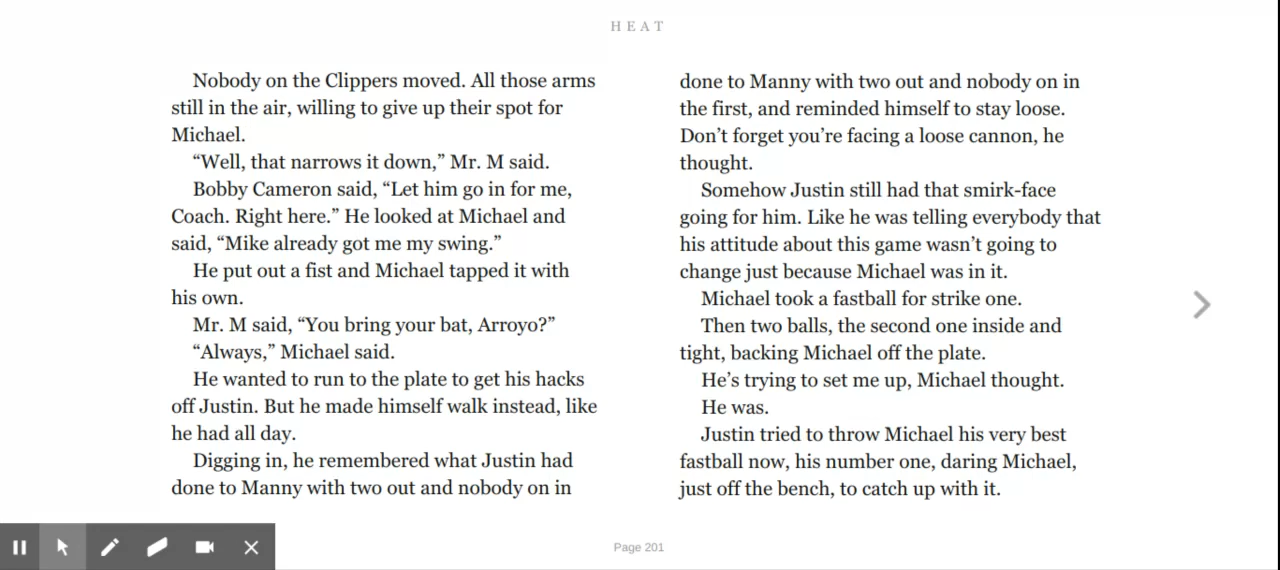 HEAT
Nobody on the Clippers moved. All those arms
still in the air, willing to give up their spot for
Michael.
“Well, that narrows it down,” Mr. M said.
Bobby Cameron said, “Let him go in for me,
Coach. Right here.” He looked at Michael and
said, “Mike already got me my swing.”
He put out a fist and Michael tapped it with
his own.
Mr. M said, “You bring your bat, Arroyo?”
“Always,” Michael said.
He wanted to run to the plate to get his hacks
off Justin. But he made himself walk instead, like
he had all day.
Digging in, he remembered what Justin had
done to Manny with two out and nobody on in
done to Manny with two out and nobody on in
the first, and reminded himself to stay loose.
Don’t forget you’re facing a loose cannon, he
thought.
Somehow Justin still had that smirk-face
going for him. Like he was telling everybody that
his attitude about this game wasn’t going to
change just because Michael was in it.
Michael took a fastball for strike one.
Then two balls, the second one inside and
tight, backing Michael off the plate.
He’s trying to set me up, Michael thought.
He was.
Justin tried to throw Michael his very best
fastball now, his number one, daring Michael,
just off the bench, to catch up with it.
Page 201